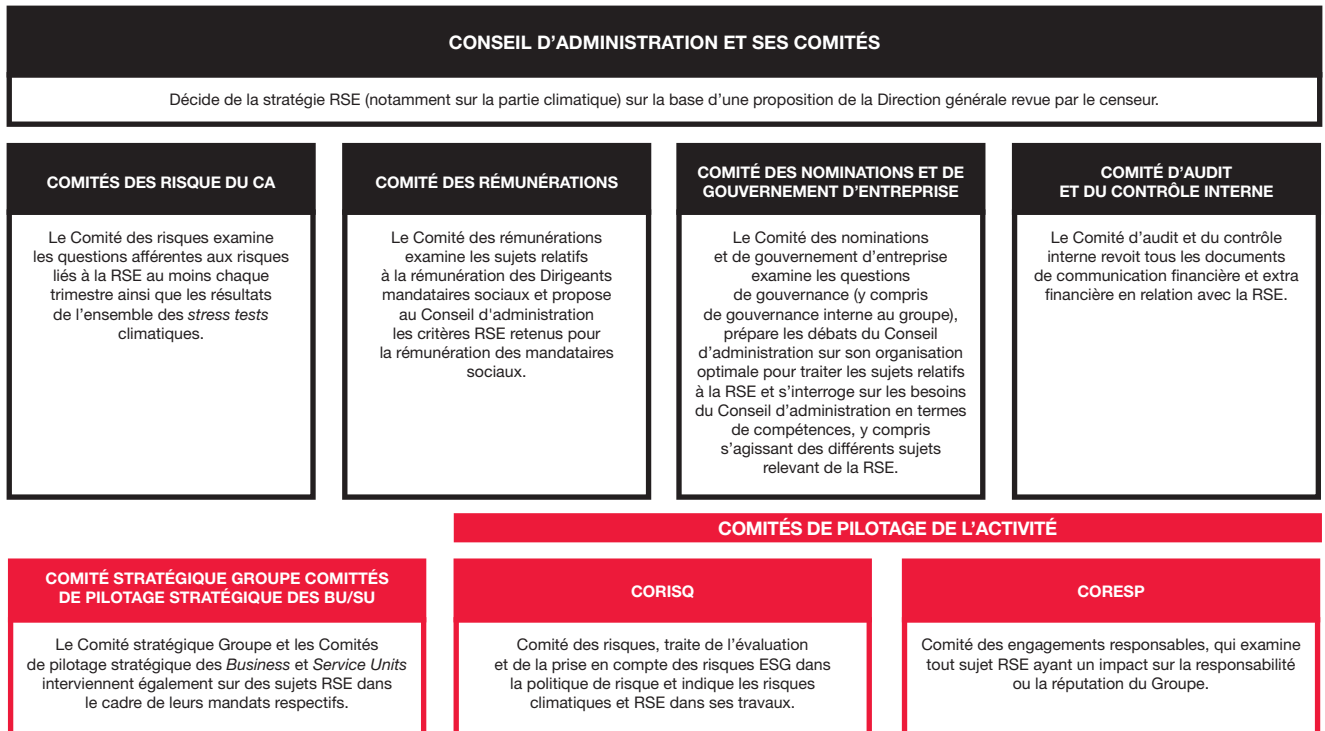 CONSEIL D'ADMINISTRATION ET SES COMITÉS
Décide de la stratégie RSE (notamment sur la partie climatique) sur la base d'une proposition de la Direction générale revue par le censeur.
COMITÉS DES RISQUE DU CA
Le Comité des risques examine
les questions afférentes aux risques
liés à la RSE au moins chaque
trimestre ainsi que les résultats
de l'ensemble des stress tests
climatiques.
COMITÉ DES RÉMUNÉRATIONS
Le Comité des rémunérations
examine les sujets relatifs
à la rémunération des Dirigeants
mandataires sociaux et propose
au Conseil d'administration
les critères RSE retenus pour
la rémunération des mandataires
sociaux.
COMITÉ DES NOMINATIONS ET DE
GOUVERNEMENT D'ENTREPRISE
Le Comité des nominations
et de gouvernement d'entreprise
examine les questions
de gouvernance (y compris
de gouvernance interne au groupe),
prépare les débats du Conseil
d'administration sur son organisation
optimale pour traiter les sujets relatifs
à la RSE et s'interroge sur les besoins
du Conseil d'administration en termes
de compétences, y compris
s'agissant des différents sujets
relevant de la RSE.
COMITÉ D'AUDIT
ET DU CONTRÔLE INTERNE
Le Comité d'audit et du contrôle
interne revoit tous les documents
de communication financière et extra
financière en relation avec la RSE.
COMITÉS DE PILOTAGE DE L'ACTIVITÉ
COMITÉ STRATÉGIQUE GROUPE COMITTÉS
DE PILOTAGE STRATÉGIQUE DES BU/SU
Le Comité stratégique Groupe et les Comités
de pilotage stratégique des Business et Service Units
interviennent également sur des sujets RSE dans
le cadre de leurs mandats respectifs.
CORISQ
Comité des risques, traite de l'évaluation
et de la prise en compte des risques ESG dans
la politique de risque et indique les risques
climatiques et RSE dans ses travaux.
CORESP
Comité des engagements responsables, qui examine
tout sujet RSE ayant un impact sur la responsabilité
ou la réputation du Groupe.